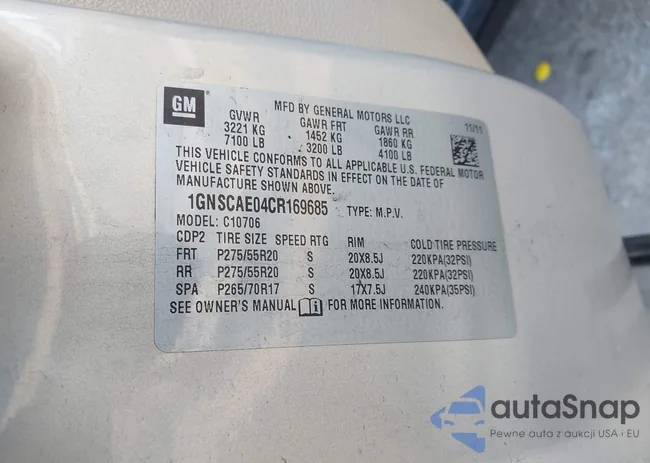 GM
MFD BY GENERAL MOTORS LLC
GVWR GAWR FRT GAWR RR 11/11
3221 KG 1452 KG 1860 KG
7100 LB 3200 LB 4100 LB
THIS VEHICLE CONFORMS TO ALL APPLICABLE U.S. FEDERAL MOTOR
VEHICLE SAFETY STANDARDS IN EFFECT ON THE DATE OF
MANUFACTURE SHOWN ABOVE.
1GNSCAE04CR169685 TYPE: M.P.V.
MODEL: C10706
CDP2 TIRE SIZE SPEED RTG RIM COLD TIRE PRESSURE
FRT P275/55R20 S 20X8.5J 220KPA(32PSI)
RR P275/55R20 S 20X8.5J 220KPA(32PSI)
SPA P265/70R17 S 17X7.5J 240KPA(35PSI)
SEE OWNER'S MANUAL FOR MORE INFORMATION.
autoSnap
Pewne auta z aukcji USA i EU